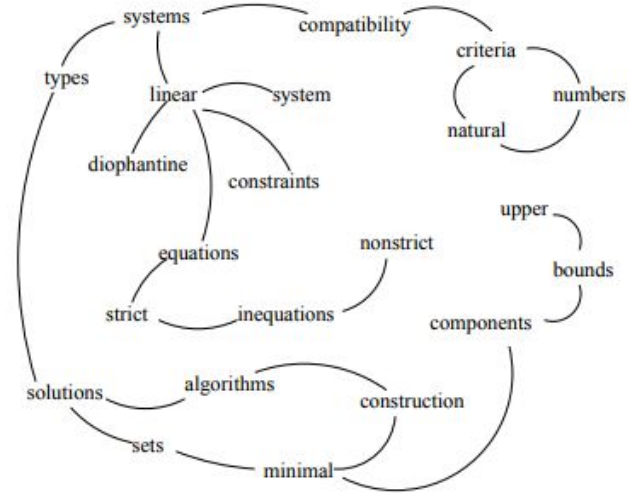 systems
compatibility
criteria
types
linear
system
numbers
natural
diophantine
constraints
upper
equations
nonstrict
bounds
strict
inequations
components
solutions
algorithms
construction
sets
minimal